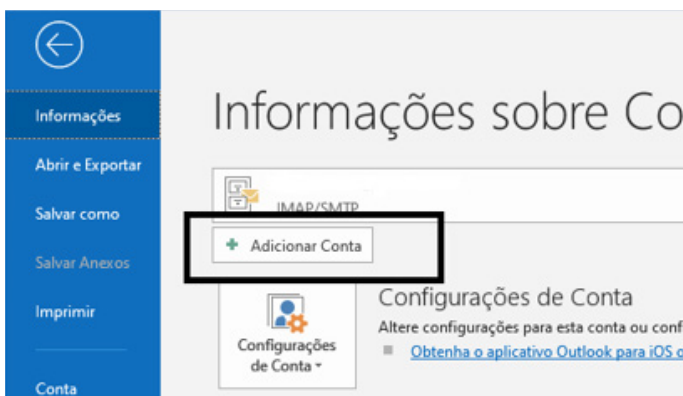 Informações
Abrir e Exportar
Salvar como
Salvar Anexos
Imprimir
Conta
Informações sobre Co
IMAP/SMTP
+ Adicionar Conta
Configurações
de Conta
Configurações de Conta
Altere configurações para esta conta ou conf
Obtenha o aplicativo Outlook para iOS o